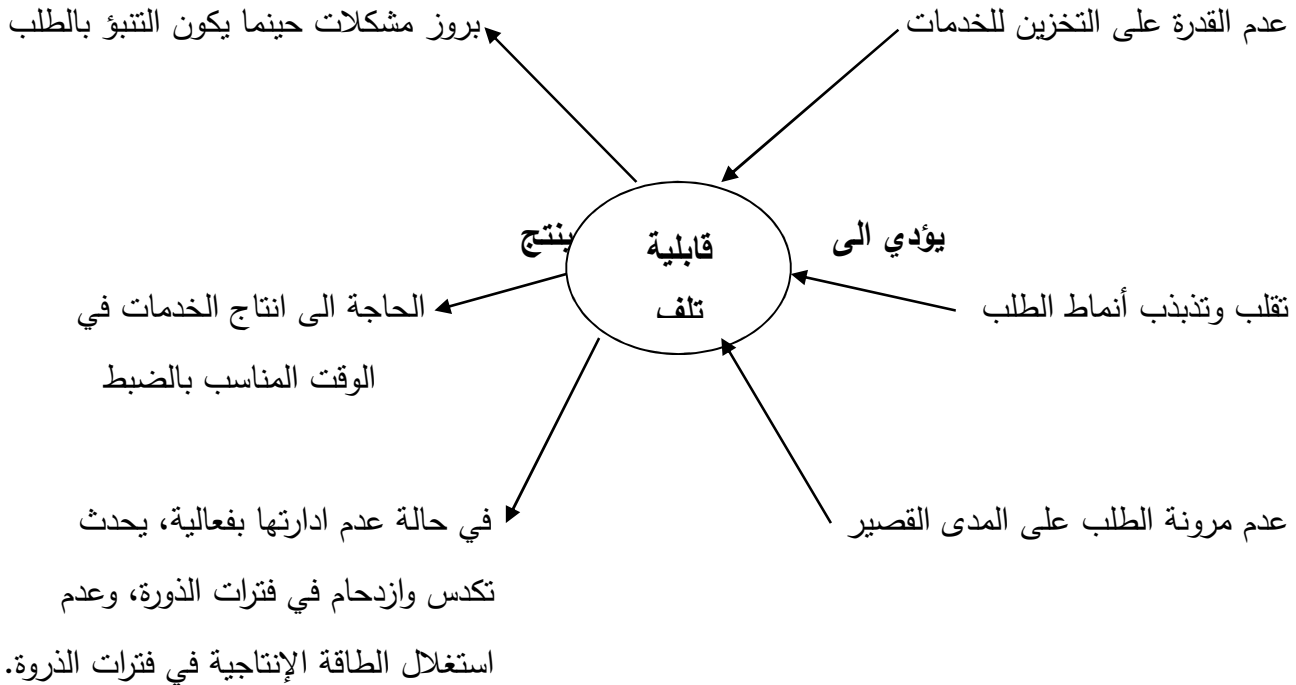 عدم القدرة على التخزين للخدمات
بروز مشكلات حينما يكون التنبؤ بالطلب
يؤدي الى
قابلية
تلف
ينتج
تقلب وتذبذب أنماط الطلب
الحاجة الى انتاج الخدمات في
الوقت المناسب بالضبط
عدم مرونة الطلب على المدى القصير
في حالة عدم ادارتها بفعالية، يحدث
تكدس وازدحام في فترات الذورة، وعدم
استغلال الطاقة الإنتاجية في فترات الذروة.